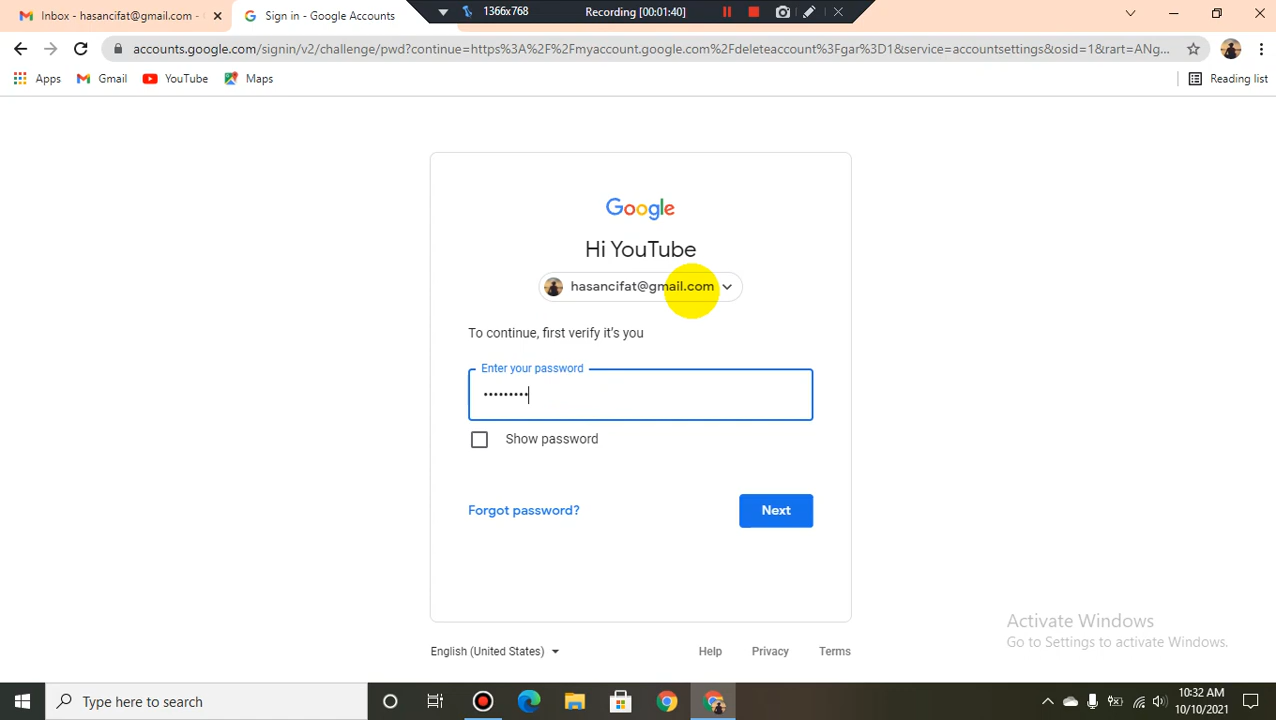 Inbox - hasancifat@gmail.com -
Sign in - Google Accounts
1366x768
Recording [00:01:40]
accounts.google.com/signin/v2/challenge/pwd?continue=https%3A%2F%2Fmyaccount.google.com%2Fdeleteaccount%3Fgar%3D1&service=accountsettings&osid=1&rart=ANg...
Apps
Gmail
YouTube
Maps
Reading list
Google
Hi YouTube
hasancifat@gmail.com
To continue, first verify it's you
Enter your password
•••••••••
Show password
Forgot password?
Next
English (United States)
Help
Privacy
Terms
Activate Windows
Go to Settings to activate Windows.
Type here to search
10:32 AM
10/10/2021